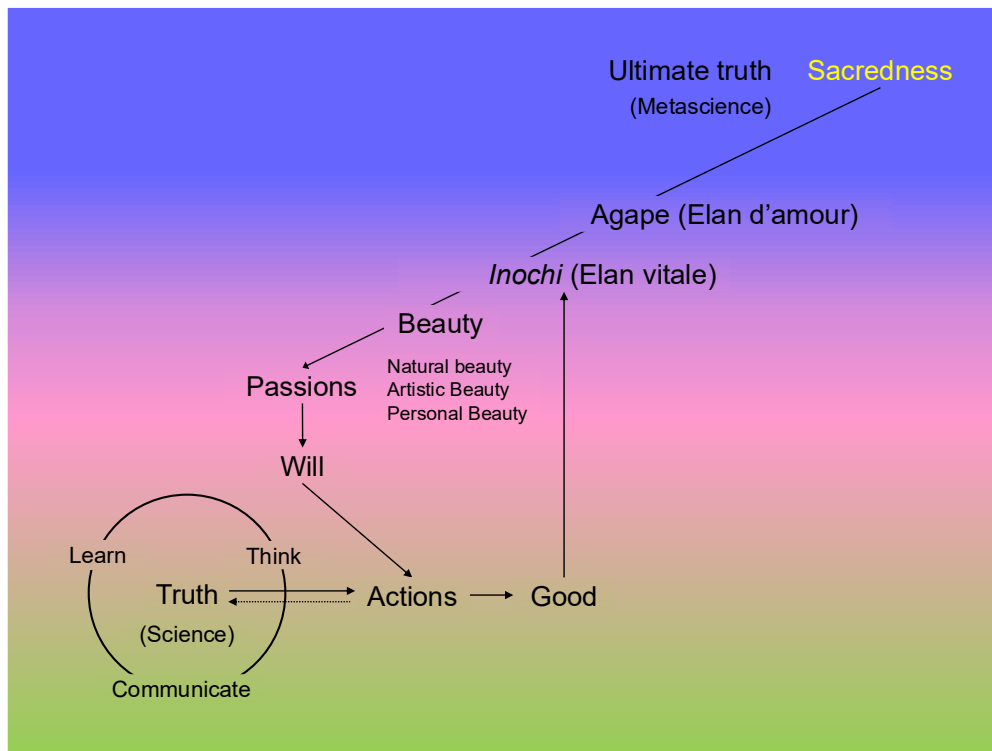 Ultimate truth Sacredness
(Metascience)
Agape (Elan d’amour)
Inochi (Elan vitale)
Beauty
Natural beauty
Artistic Beauty
Personal Beauty
Passions
Will
Learn
Think
Truth
Actions
Good
(Science)
Communicate